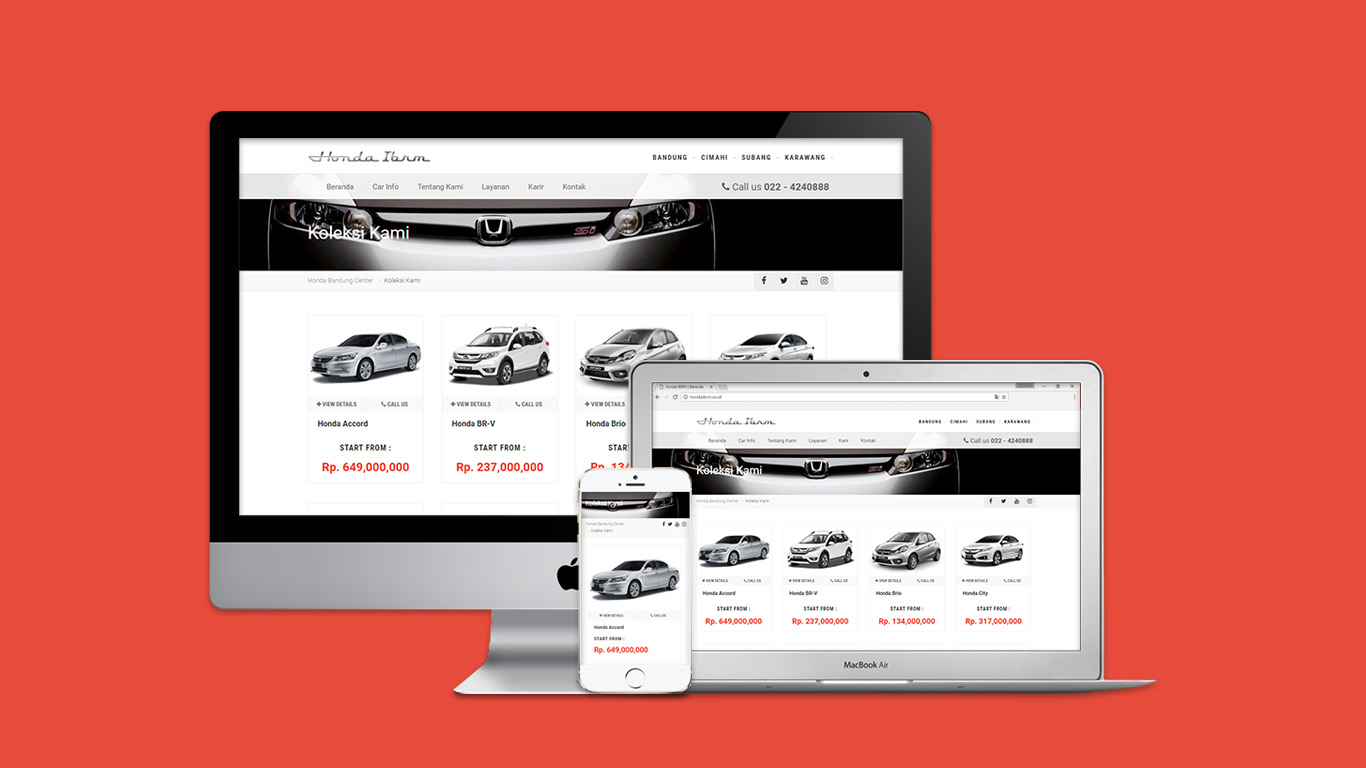 Honda Ibrm
BANDUNG - CIMAHI - SUBANG - KARAWANG -
Beranda Car Info Tentang Kami Layanan Karir Kontak
Call us 022 - 4240888
Koleksi Kami
Si
Honda Bandung Center - Koleksi Kami
VIEW DETAILS CALL US
Honda Accord
START FROM :
Rp. 649,000,000
VIEW DETAILS CALL US
Honda BR-V
START FROM :
Rp. 237,000,000
VIEW DETAILS
Honda Brio
START
Rp. 134
Honda IBRM | Beranda
hondaibrm.co.id
Honda Ibrm
BANDUNG CIMAHI SUBANG KARAWANG
Beranda Car Info Tentang Kami Layanan Karir Kontak
Call us 022 - 4240888
Koleksi Kami
Si
Honda Bandung Center - Koleksi Kami
VIEW DETAILS CALL US
Honda Accord
START FROM :
Rp. 649,000,000
VIEW DETAILS CALL US
Honda BR-V
START FROM :
Rp. 237,000,000
VIEW DETAILS CALL US
Honda Brio
START FROM :
Rp. 134,000,000
VIEW DETAILS CALL US
Honda City
START FROM :
Rp. 317,000,000
MacBook Air
Koleksi Kami
Honda Bandung Center
- Koleksi Kami
VIEW DETAILS CALL US
Honda Accord
START FROM :
Rp. 649,000,000